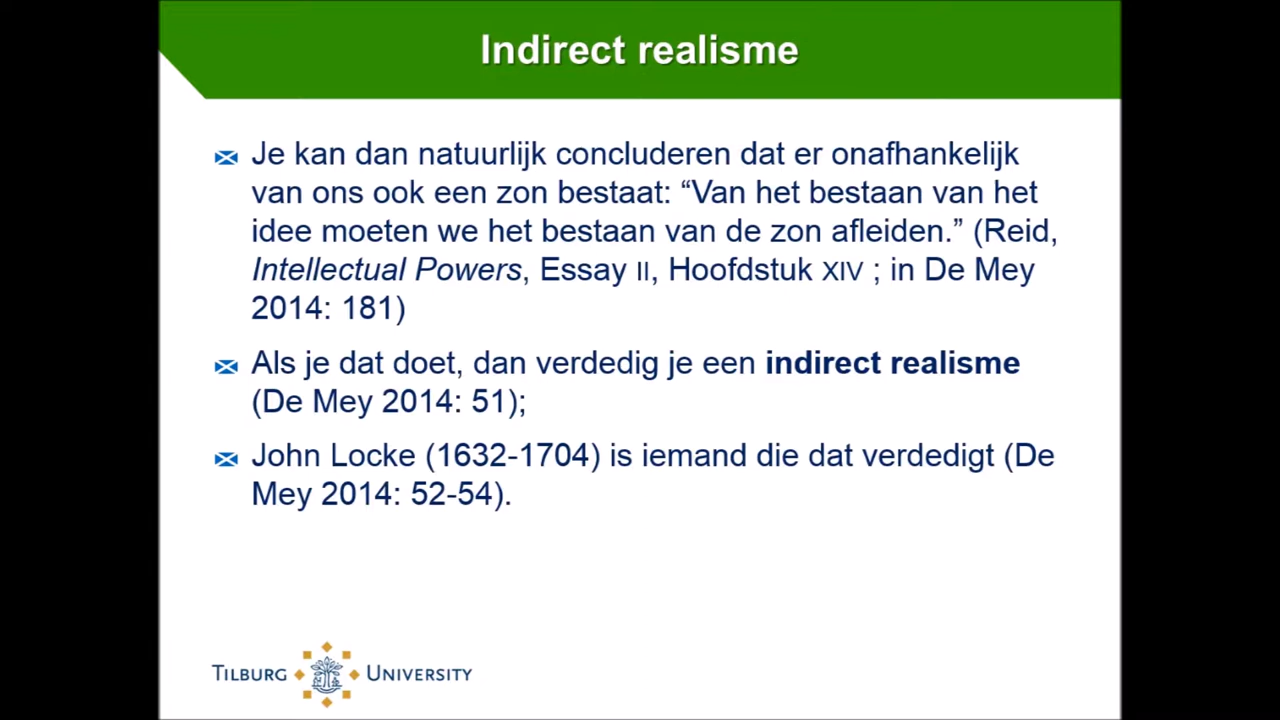 Indirect realisme
Je kan dan natuurlijk concluderen dat er onafhankelijk
van ons ook een zon bestaat: “Van het bestaan van het
idee moeten we het bestaan van de zon afleiden.” (Reid,
Intellectual Powers, Essay II, Hoofdstuk XIV ; in De Mey
2014: 181)
Als je dat doet, dan verdedig je een indirect realisme
(De Mey 2014: 51);
John Locke (1632-1704) is iemand die dat verdedigt (De
Mey 2014: 52-54).
TILBURG UNIVERSITY